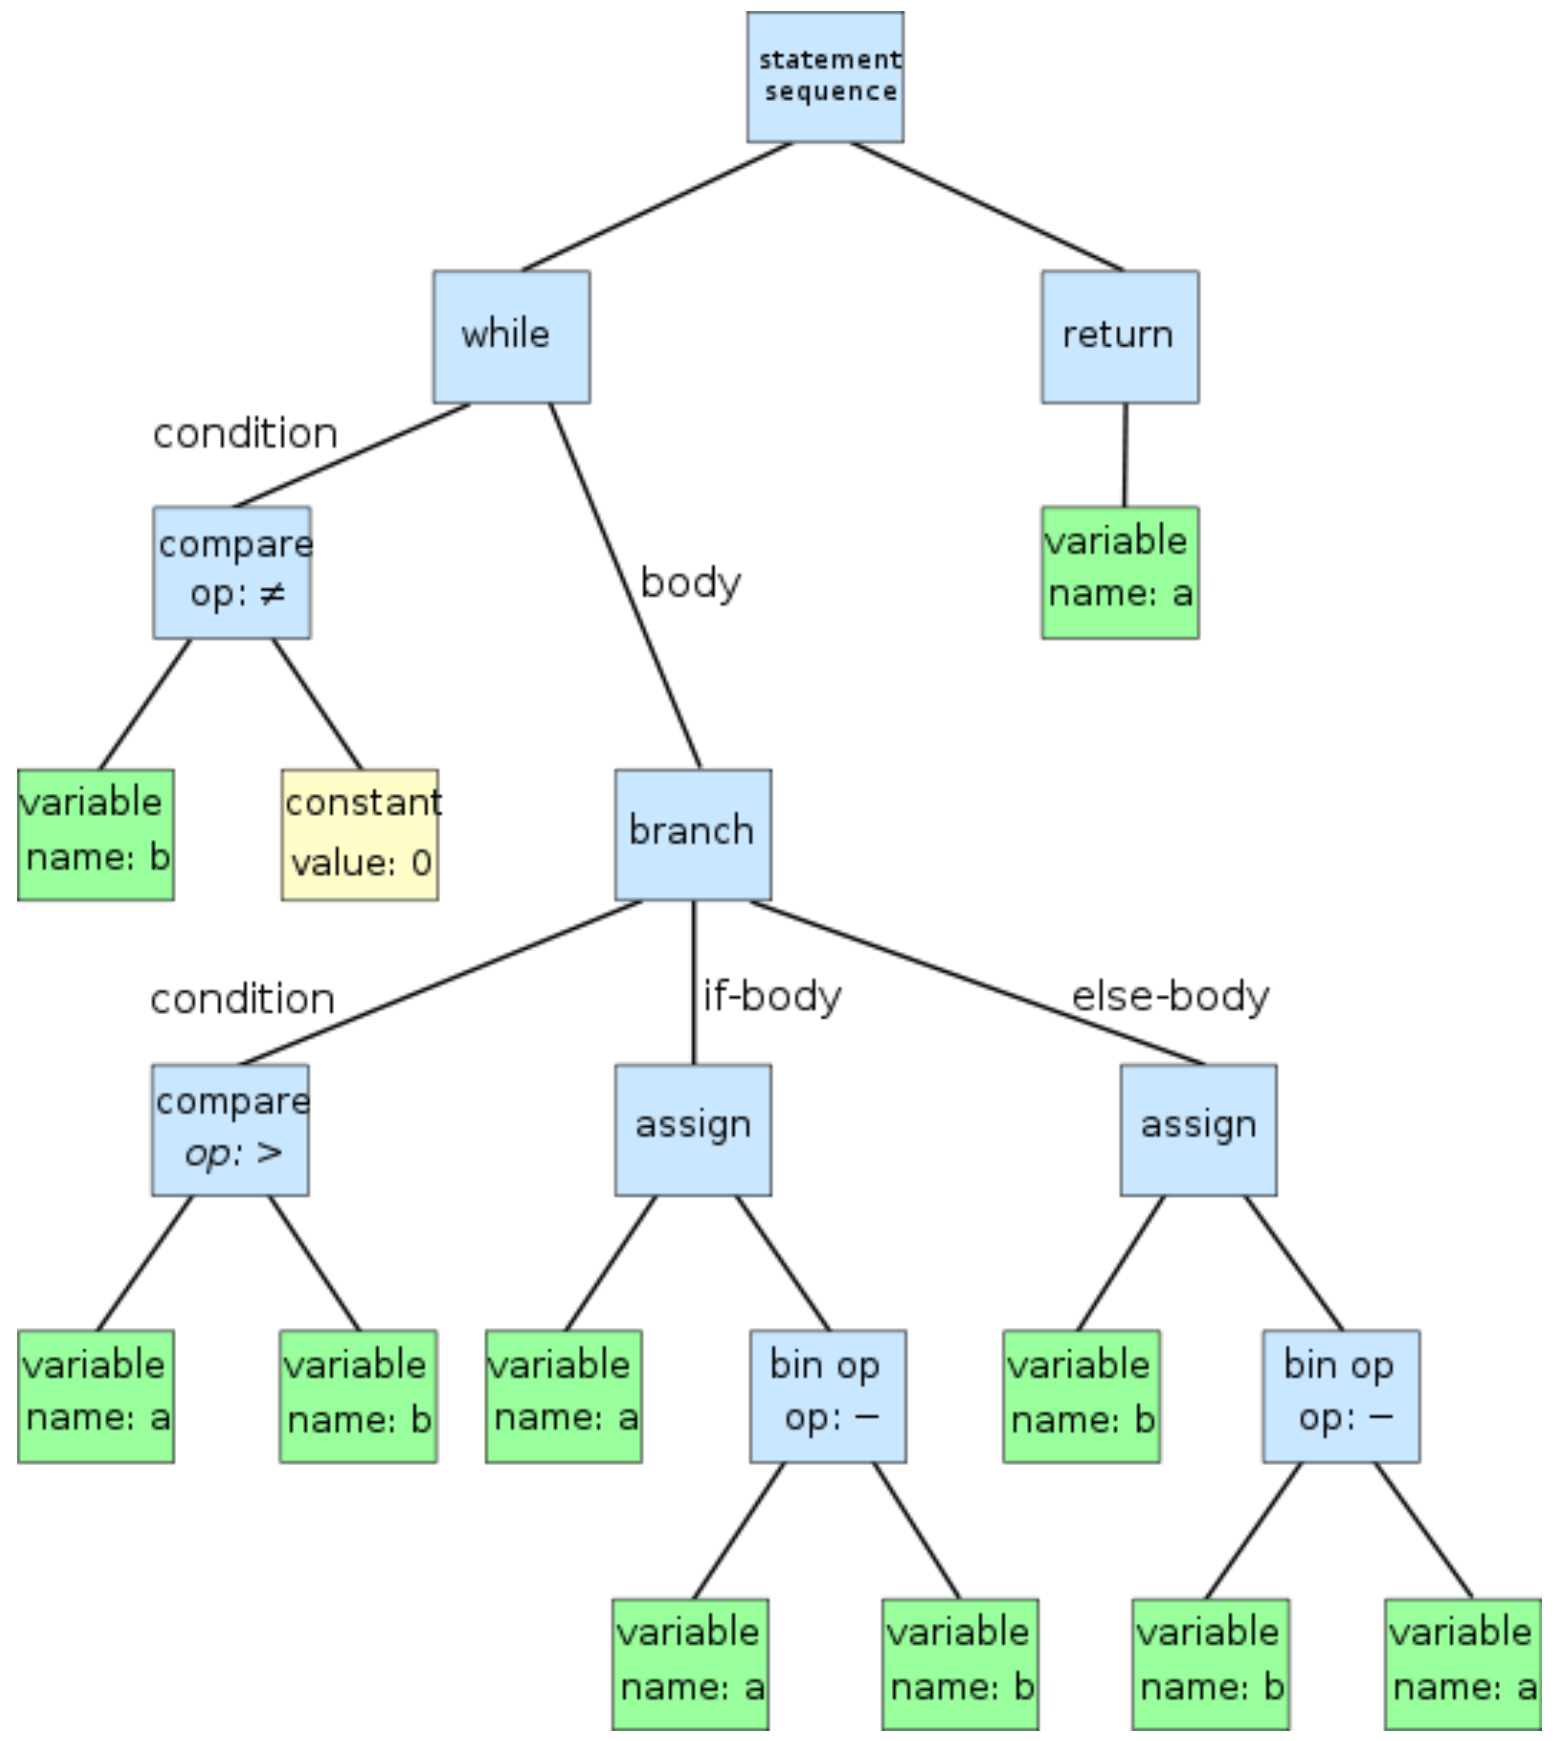 statement
sequence
while
return
condition
compare
op: ≠
body
variable
name: a
variable
name: b
constant
value: 0
branch
condition
if-body
else-body
compare
op: >
assign
assign
variable
name: a
variable
name: b
variable
name: a
bin op
op: −
variable
name: b
bin op
op: −
variable
name: a
variable
name: b
variable
name: b
variable
name: a